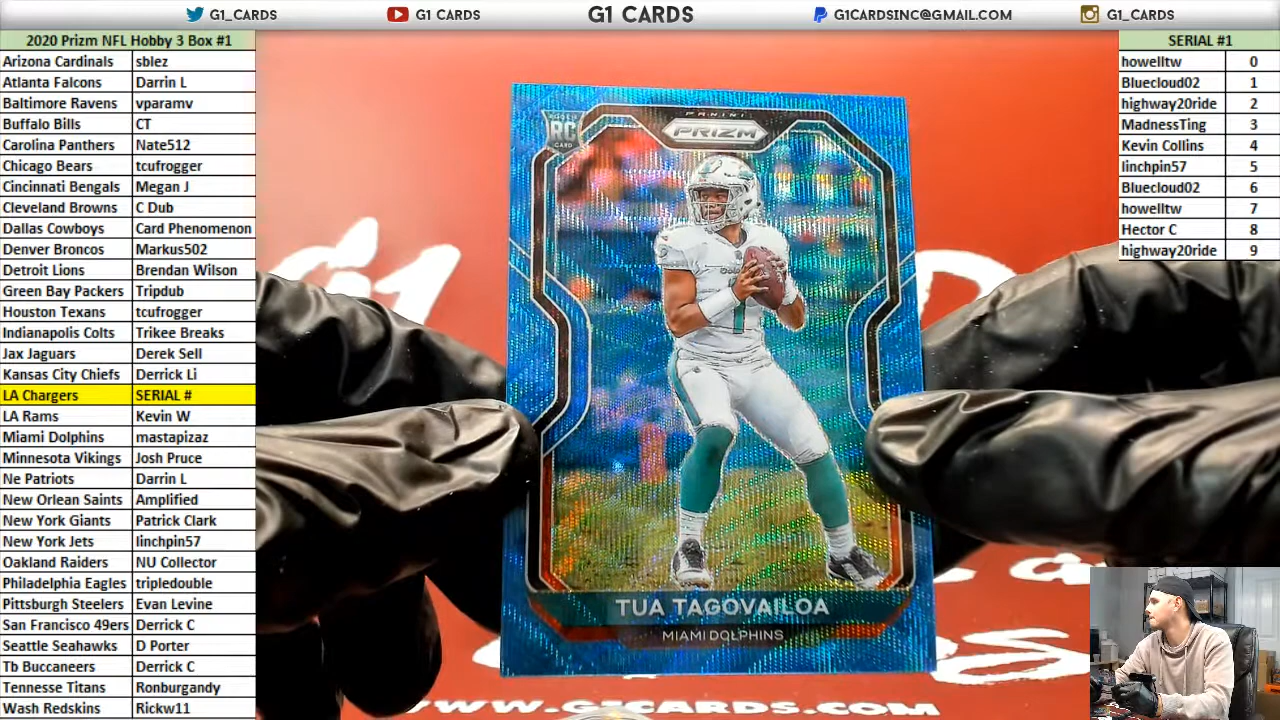 G1_CARDS
G1 CARDS
G1 CARDS
G1CARDSINC@GMAIL.COM
G1_CARDS
2020 Prizm NFL Hobby 3 Box #1
Arizona Cardinals sblez
Atlanta Falcons Darrin L
Baltimore Ravens vparamv
Buffalo Bills CT
Carolina Panthers Nate512
Chicago Bears tcufrogger
Cincinnati Bengals Megan J
Cleveland Browns C Dub
Dallas Cowboys Card Phenomenon
Denver Broncos Markus502
Detroit Lions Brendan Wilson
Green Bay Packers Tripdub
Houston Texans tcufrogger
Indianapolis Colts Trikee Breaks
Jax Jaguars Derek Sell
Kansas City Chiefs Derrick Li
LA Chargers SERIAL #
LA Rams Kevin W
Miami Dolphins mastapizaz
Minnesota Vikings Josh Pruce
Ne Patriots Darrin L
New Orlean Saints Amplified
New York Giants Patrick Clark
New York Jets linchpin57
Oakland Raiders NU Collector
Philadelphia Eagles tripledouble
Pittsburgh Steelers Evan Levine
San Francisco 49ers Derrick C
Seattle Seahawks D Porter
Tb Buccaneers Derrick C
Tennesse Titans Ronburgandy
Wash Redskins Rickw11
RC
CARD
PANINI
PRIZM
1
TUA TAGOVAILOA
MIAMI DOLPHINS
G1
WWW.G1CARDS.COM
SERIAL #1
howelltw 0
Bluecloud02 1
highway20ride 2
MadnessTing 3
Kevin Collins 4
linchpin57 5
Bluecloud02 6
howelltw 7
Hector C 8
highway20ride 9